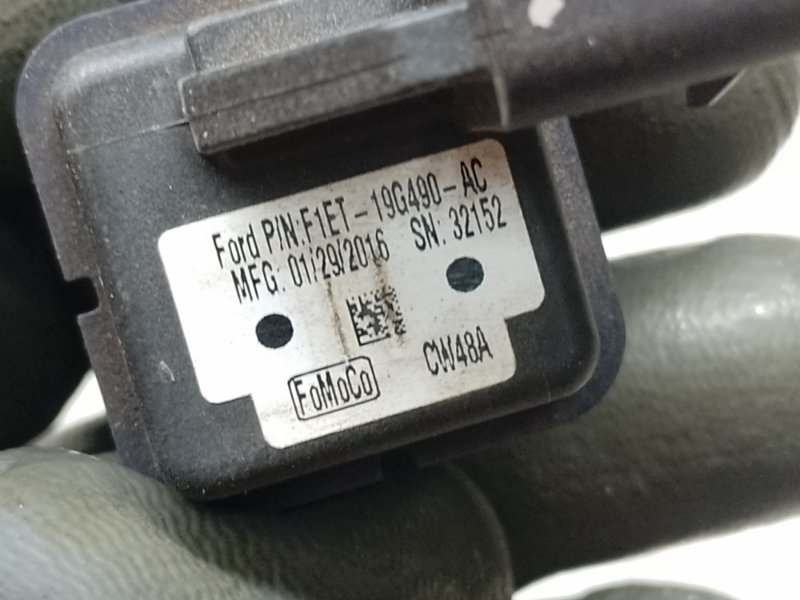 Ford P/N:F1ET-19G490-AC
MFG: 01/29/2016 SN: 32152
FoMoCo CW48A